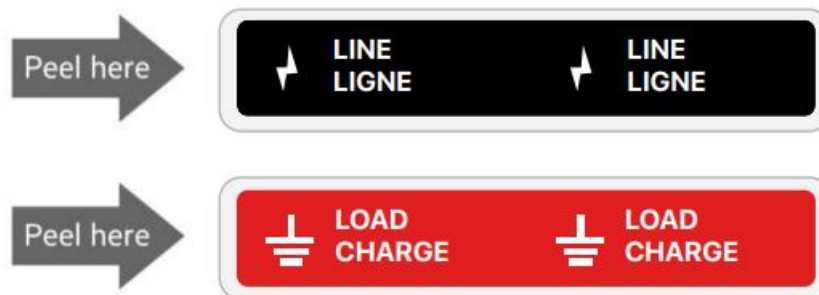 Peel here
LINE
LIGNE
LINE
LIGNE
Peel here
LOAD
CHARGE
LOAD
CHARGE